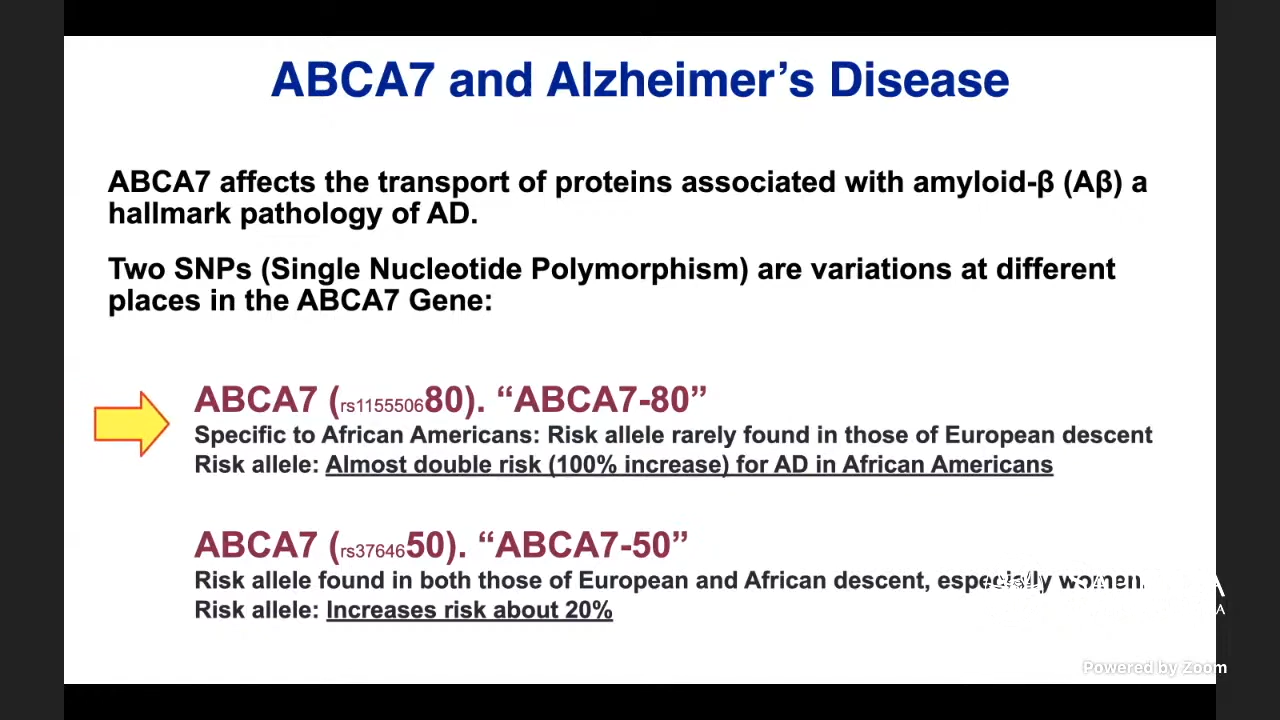 ABCA7 and Alzheimer’s Disease
ABCA7 affects the transport of proteins associated with amyloid-β (Aβ) a
hallmark pathology of AD.
Two SNPs (Single Nucleotide Polymorphism) are variations at different
places in the ABCA7 Gene:
ABCA7 (rs115550680). “ABCA7-80”
Specific to African Americans: Risk allele rarely found in those of European descent
Risk allele: Almost double risk (100% increase) for AD in African Americans
ABCA7 (rs3764650). “ABCA7-50”
Risk allele found in both those of European and African descent, especially women
Risk allele: Increases risk about 20%
Powered by Zoom